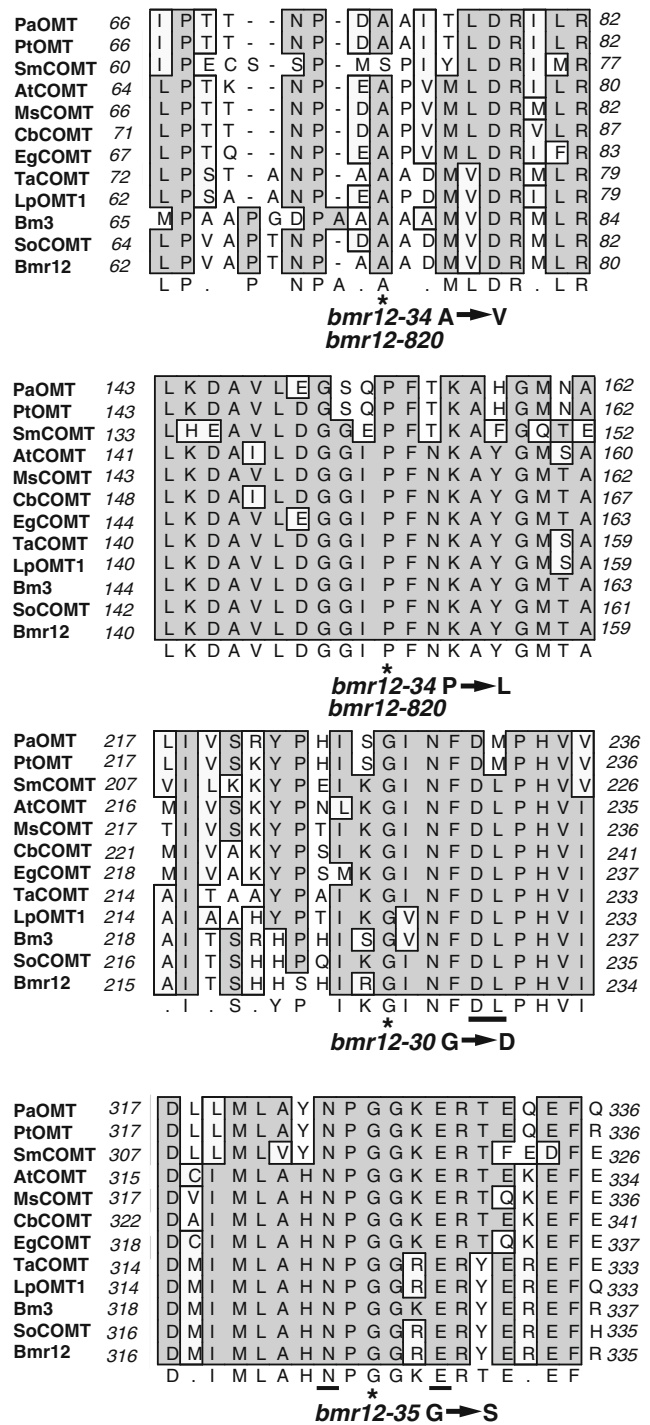 PaOMT 66 I P T T - - N P - D A A I T L D R I L R 82
PtOMT 66 I P T T - - N P - D A A I T L D R I L R 82
SmCOMT 60 I P E C S - S P - M S P I Y L D R I M R 77
AtCOMT 64 L P T K - - N P - E A P V M L D R I L R 80
MsCOMT 66 L P T T - - N P - E A P V M L D R M L R 82
CbCOMT 71 L P T T - - N P - D A P V M L D R V L R 87
EgCOMT 67 L P T Q - - N P - E A P V M L D R I F R 83
TaCOMT 72 L P S T - A N P - A A A D M V D R M L R 79
LpOMT1 62 L P S A - A N P - E A P D M V D R I L R 79
Bm3 65 M P A A P G D P A A A A A M V D R M L R 84
SoCOMT 64 L P V A P T N P - D A A D M V D R M L R 82
Bmr12 62 L P V A P T N P - A A A D M V D R M L R 80
L P . P N P A . A . M L D R . L R
*
bmr12-34 A→V
bmr12-820
PaOMT 143 L K D A V L E G S Q P F T K A H G M N A 162
PtOMT 143 L K D A V L D G S Q P F T K A H G M N A 162
SmCOMT 133 L H E A V L D G G E P F T K A F G Q T E 152
AtCOMT 141 L K D A I L D G G I P F N K A Y G M S A 160
MsCOMT 143 L K D A V L D G G I P F N K A Y G M T A 162
CbCOMT 148 L K D A I L D G G I P F N K A Y G M T A 167
EgCOMT 144 L K D A V L E G G I P F N K A Y G M T A 163
TaCOMT 140 L K D A V L D G G I P F N K A Y G M S A 159
LpOMT1 140 L K D A V L D G G I P F N K A Y G M S A 159
Bm3 144 L K D A V L D G G I P F N K A Y G M T A 163
SoCOMT 142 L K D A V L D G G I P F N K A Y G M T A 161
Bmr12 140 L K D A V L D G G I P F N K A Y G M T A 159
L K D A V L D G G I P F N K A Y G M T A
*
bmr12-34 P→L
bmr12-820
PaOMT 217 L I V S R Y P H I S G I N F D M P H V V 236
PtOMT 217 L I V S K Y P H I S G I N F D M P H V V 236
SmCOMT 207 V I L K K Y P E I K G I N F D L P H V V 226
AtCOMT 216 M I V S K Y P N L K G I N F D L P H V I 235
MsCOMT 217 T I V S K Y P T I K G I N F D L P H V I 236
CbCOMT 221 M I V A K Y P S I K G I N F D L P H V I 241
EgCOMT 218 M I V A K Y P S M K G I N F D L P H V I 237
TaCOMT 214 A I T A A Y P A I K G I N F D L P H V I 233
LpOMT1 214 A I A A H Y P T I K G V N F D L P H V I 233
Bm3 218 A I T S R H P H I S G V N F D L P H V I 237
SoCOMT 216 A I T S H H P Q I K G I N F D L P H V I 235
Bmr12 215 A I T S H H S H I R G I N F D L P H V I 234
. I . S . Y P I K G I N F D L P H V I
*
bmr12-30 G→D
PaOMT 317 D L L M L A Y N P G G K E R T E Q E F Q 336
PtOMT 317 D L L M L A Y N P G G K E R T E Q E F R 336
SmCOMT 307 D L L M L V Y N P G G K E R T F E D F E 326
AtCOMT 315 D C I M L A H N P G G K E R T E K E F E 334
MsCOMT 317 D V I M L A H N P G G K E R T Q K E F E 336
CbCOMT 322 D A I M L A H N P G G K E R T E K E F E 341
EgCOMT 318 D C I M L A H N P G G K E R T Q K E F E 337
TaCOMT 314 D M I M L A H N P G G R E R Y E R E F E 333
LpOMT1 314 D M I M L A H N P G G R E R Y E R E F Q 333
Bm3 318 D M I M L A H N P G G K E R Y E R E F R 337
SoCOMT 316 D M I M L A H N P G G R E R Y E R E F H 335
Bmr12 316 D M I M L A H N P G G R E R Y E R E F R 335
D . I M L A H N P G G K E R T E . E F
*
bmr12-35 G→S